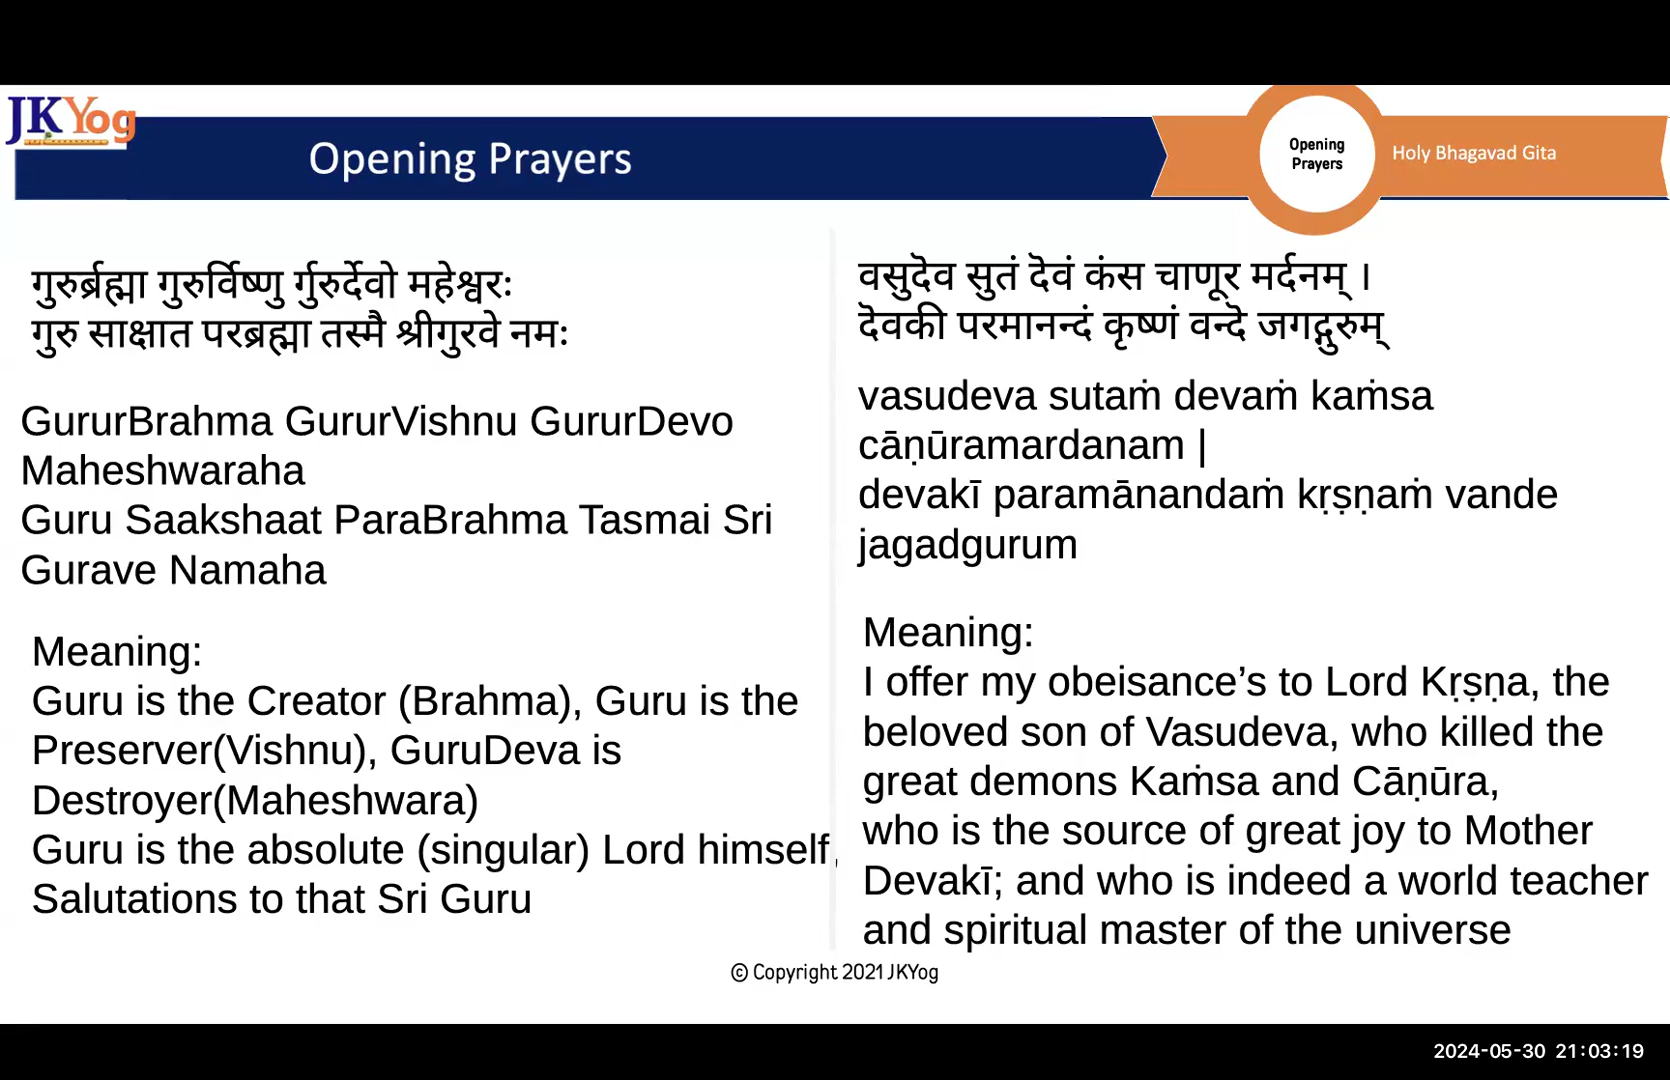 JKYog
Opening Prayers
Opening
Prayers
Holy Bhagavad Gita
गुरुर्ब्रह्मा गुरुर्विष्णु र्गुरुर्देवो महेश्वरः
गुरु साक्षात परब्रह्मा तस्मै श्रीगुरवे नमः
GururBrahma GururVishnu GururDevo
Maheshwaraha
Guru Saakshaat ParaBrahma Tasmai Sri
Gurave Namaha
Meaning:
Guru is the Creator (Brahma), Guru is the
Preserver(Vishnu), GuruDeva is
Destroyer(Maheshwara)
Guru is the absolute (singular) Lord himself,
Salutations to that Sri Guru
वसुदॆव सुतं दॆवं कंस चाणूर मर्दनम् ।
दॆवकी परमानन्दं कृष्णं वन्दॆ जगद्गुरुम्
vasudeva sutaṁ devaṁ kaṁsa
cāṇūramardanam |
devakī paramānandaṁ kṛṣṇaṁ vande
jagadgurum
Meaning:
I offer my obeisance’s to Lord Kṛṣṇa, the
beloved son of Vasudeva, who killed the
great demons Kaṁsa and Cāṇūra,
who is the source of great joy to Mother
Devakī; and who is indeed a world teacher
and spiritual master of the universe
© Copyright 2021 JKYog
2024-05-30 21:03:19